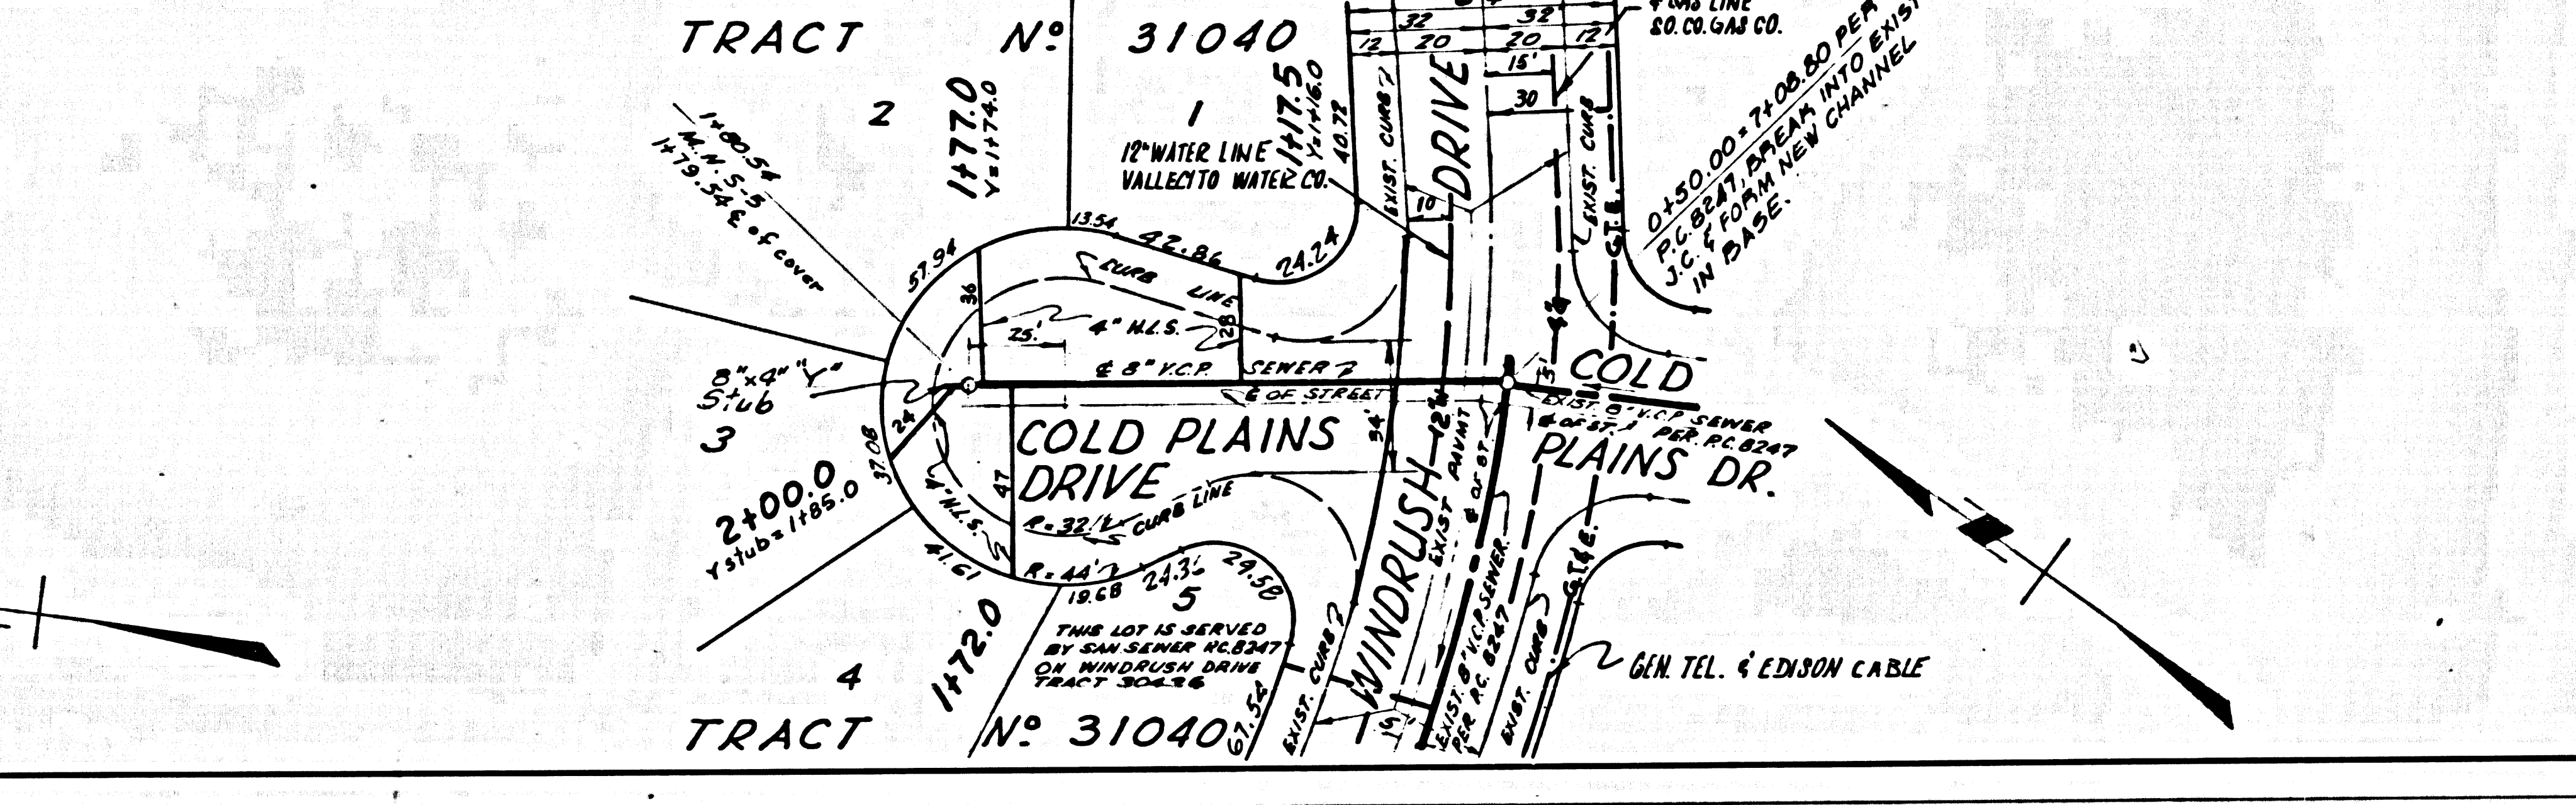 TRACT Nº 31040
2
1+77.0
Y=1+74.0
1
1+17.5
Y=1+16.0
40.72
12" WATER LINE
VALLECITO WATER CO.
1+80.54
M.H. S-5
1+79.54 ℄ of cover
32
32
12
20
20
12'
15'
30
GAS LINE
SO. CO. GAS CO.
EXIST. CURB
DRIVE
EXIST. CURB
G.T.E.
10
0+50.00=7+08.80 PER
P.C. 8247, BREAK INTO EXIST
J.C. & FORM NEW CHANNEL
IN BASE.
57.94
13.54
42.86
24.24
CURB LINE
36
25'
4" H.L.S.
28
℄ 8" V.C.P. SEWER
℄ OF STREET
8"x4" "Y"
Stub
3
24
37.08
2+00.0
Y stub=1+85.0
4" H.L.S.
47
COLD PLAINS
DRIVE
R=32'
CURB LINE
34'
12"W
EXIST PAVMT
℄ OF ST
5'
COLD
EXIST. 8" V.C.P. SEWER
℄ OF ST. PER. P.C. 8247
PLAINS DR.
41.61
R=44'
19.68
24.36
29.58
5
THIS LOT IS SERVED
BY SAN. SEWER P.C. 8247
ON WINDRUSH DRIVE
TRACT 30436
4
1+72.0
67.54
EXIST. CURB
WINDRUSH
5'
EXIST. 8" V.C.P. SEWER
PER P.C. 8247
EXIST. CURB
G.T.&E.
GEN. TEL. & EDISON CABLE
TRACT Nº 31040